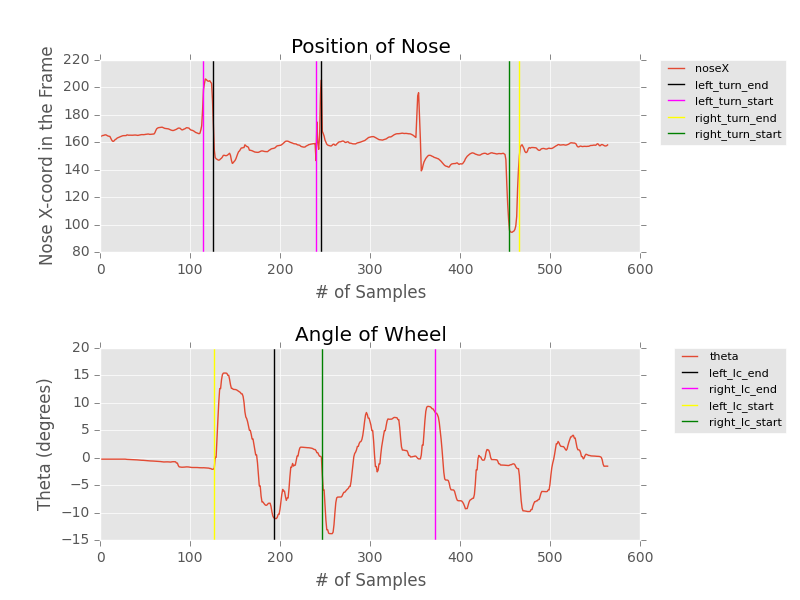 Position of Nose
Nose X-coord in the Frame
220
200
180
160
140
120
100
80
0 100 200 300 400 500 600
# of Samples
noseX
left_turn_end
left_turn_start
right_turn_end
right_turn_start
Angle of Wheel
Theta (degrees)
20
15
10
5
0
−5
−10
−15
0 100 200 300 400 500 600
# of Samples
theta
left_lc_end
right_lc_end
left_lc_start
right_lc_start